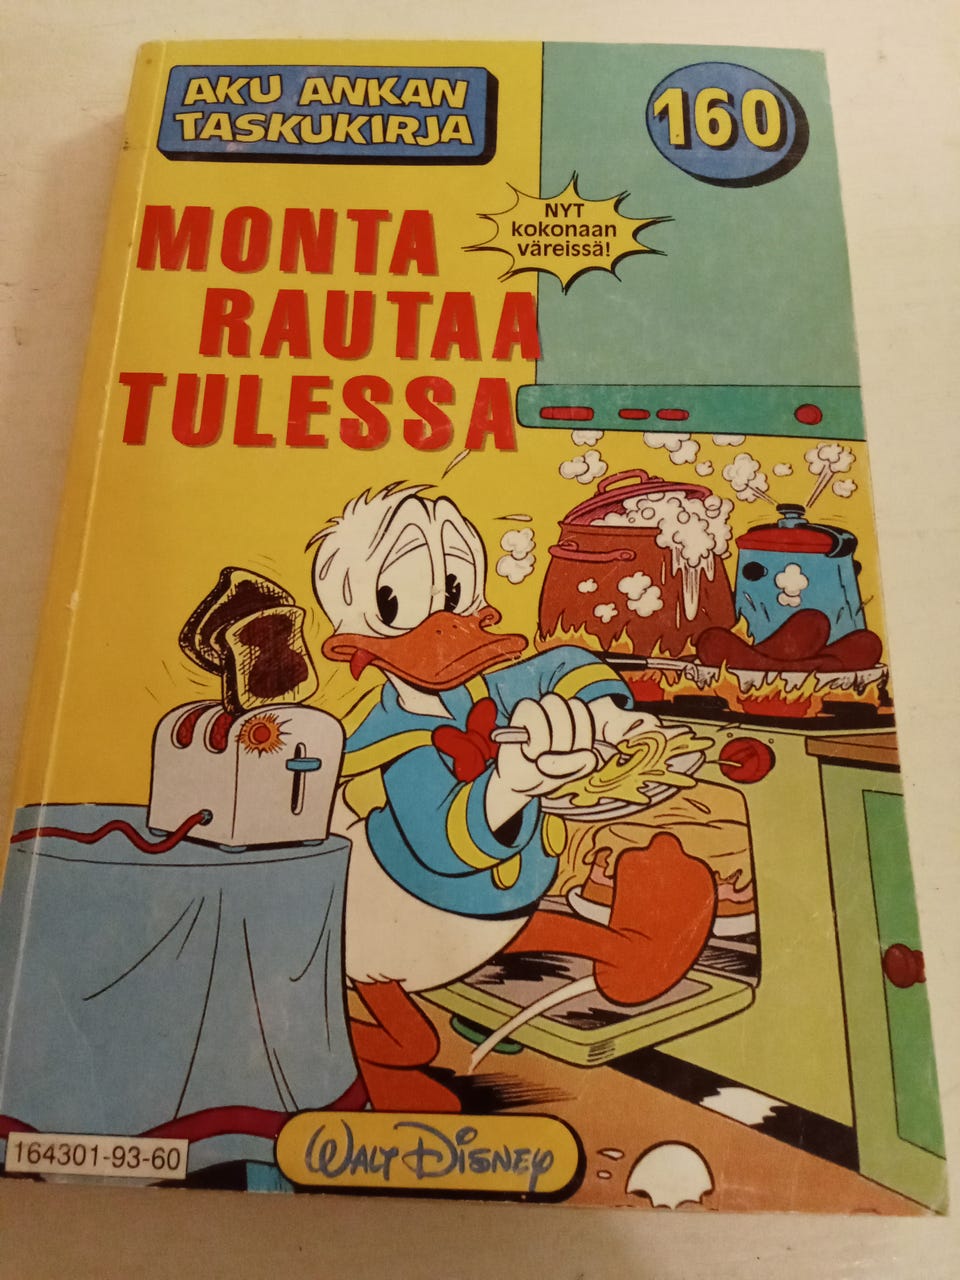 AKU ANKAN
TASKUKIRJA
160
NYT
kokonaan
väreissä!
MONTA
RAUTAA
TULESSA
164301-93-60
WALT DISNEY